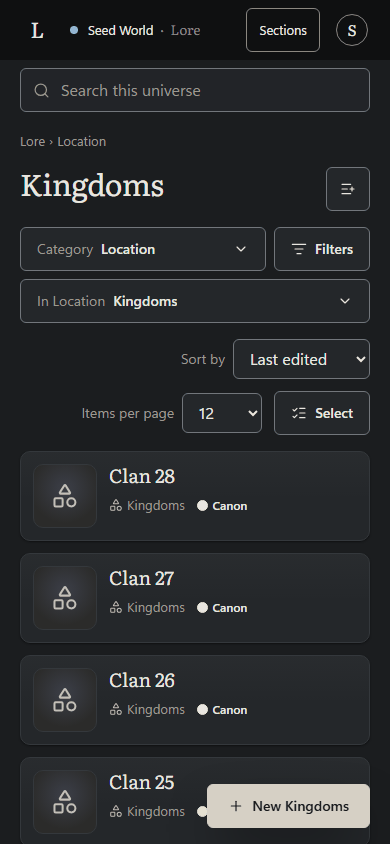 L Seed World · Lore Sections S
Search this universe
Lore › Location
Kingdoms
Category Location Filters
In Location Kingdoms
Sort by Last edited
Items per page 12 Select
Clan 28
Kingdoms Canon
Clan 27
Kingdoms Canon
Clan 26
Kingdoms Canon
Clan 25
Kingdoms
+ New Kingdoms